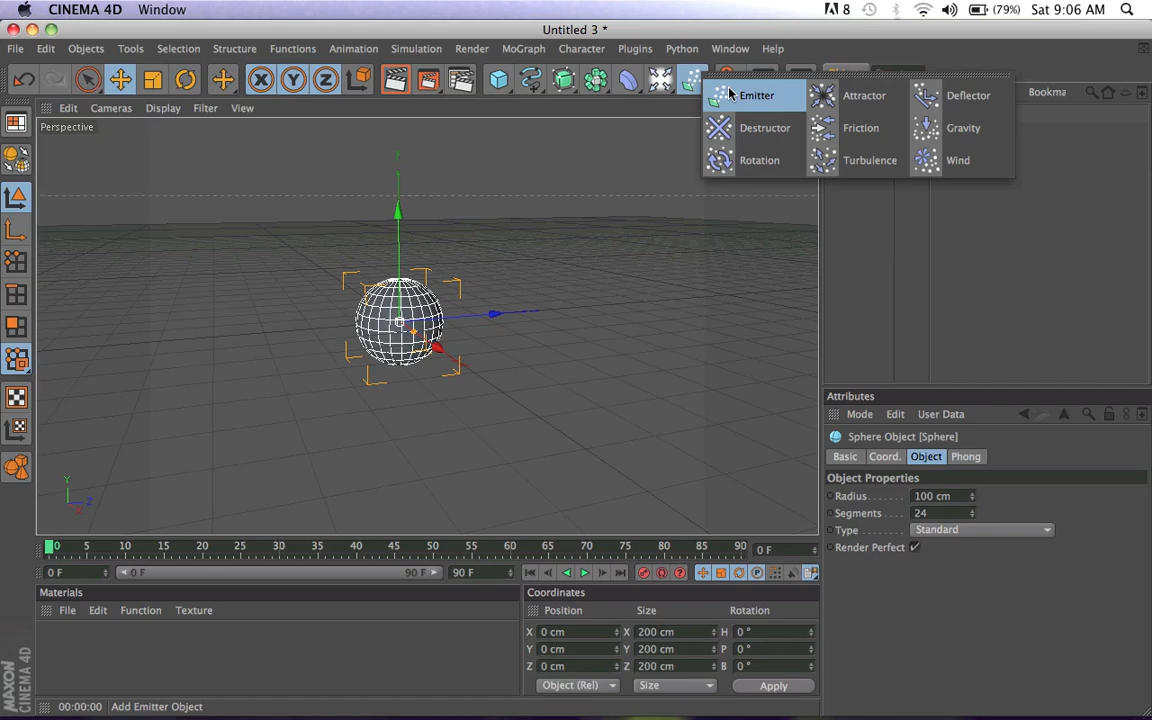 CINEMA 4D Window 8 (79%) Sat 9:06 AM
Untitled 3 *
File Edit Objects Tools Selection Structure Functions Animation Simulation Render MoGraph Character Plugins Python Window Help
X Y Z
Edit Cameras Display Filter View
Bookma
Emitter Attractor Deflector
Destructor Friction Gravity
Rotation Turbulence Wind
Perspective
Y
Z
Attributes
Mode Edit User Data
Sphere Object [Sphere]
Basic Coord. Object Phong
Object Properties
Radius . . . . . . . 100 cm
Segments . . . . 24
Type . . . . . . . . Standard
Render Perfect
0 5 10 15 20 25 30 35 40 45 50 55 60 65 70 75 80 85 90 0 F
0 F 0 F 90 F 90 F
Materials
File Edit Function Texture
Coordinates
Position Size Rotation
X 0 cm X 200 cm H 0 °
Y 0 cm Y 200 cm P 0 °
Z 0 cm Z 200 cm B 0 °
Object (Rel) Size Apply
MAXON
CINEMA 4D
00:00:00 Add Emitter Object